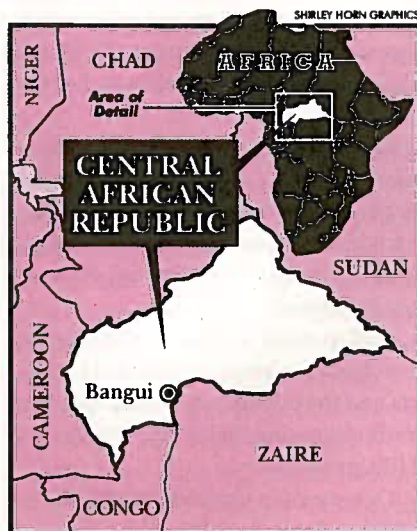 SHIRLEY HORN GRAPHICS
NIGER
CHAD
AFRICA
Area of
Detail
CENTRAL
AFRICAN
REPUBLIC
SUDAN
CAMEROON
Bangui
ZAIRE
CONGO